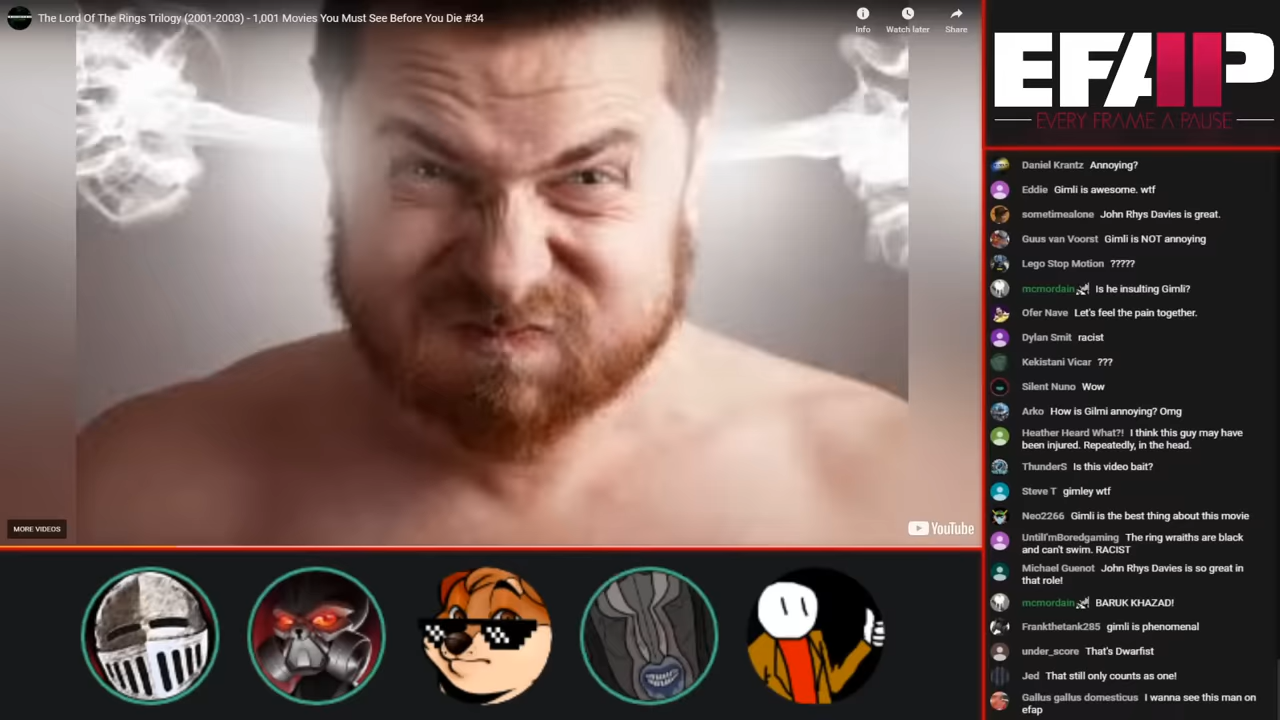 The Lord Of The Rings Trilogy (2001-2003) - 1,001 Movies You Must See Before You Die #34
Info
Watch later
Share
MORE VIDEOS
YouTube
EFAP
EVERY FRAME A PAUSE
Daniel Krantz Annoying?
Eddie Gimli is awesome. wtf
sometimealone John Rhys Davies is great.
Guus van Voorst Gimli is NOT annoying
Lego Stop Motion ?????
mcmordain Is he insulting Gimli?
Ofer Nave Let's feel the pain together.
Dylan Smit racist
Kekistani Vicar ???
Silent Nuno Wow
Arko How is Gilmi annoying? Omg
Heather Heard What?! I think this guy may have
been injured. Repeatedly, in the head.
ThunderS Is this video bait?
Steve T gimley wtf
Neo2266 Gimli is the best thing about this movie
UntilI'mBoredgaming The ring wraiths are black
and can't swim. RACIST
Michael Guenot John Rhys Davies is so great in
that role!
mcmordain BARUK KHAZAD!
Frankthetank285 gimli is phenomenal
under_score That's Dwarfist
Jed That still only counts as one!
Gallus gallus domesticus I wanna see this man on
efap